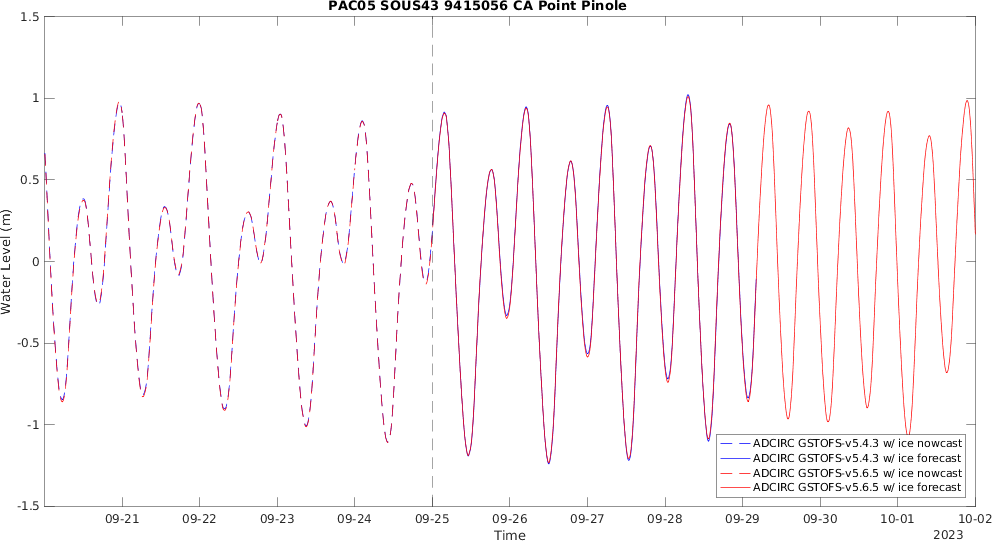 PAC05 SOUS43 9415056 CA Point Pinole
1.5
1
0.5
0
-0.5
-1
-1.5
Water Level (m)
09-21
09-22
09-23
09-24
09-25
09-26
09-27
09-28
09-29
09-30
10-01
10-02
Time
2023
ADCIRC GSTOFS-v5.4.3 w/ ice nowcast
ADCIRC GSTOFS-v5.4.3 w/ ice forecast
ADCIRC GSTOFS-v5.6.5 w/ ice nowcast
ADCIRC GSTOFS-v5.6.5 w/ ice forecast